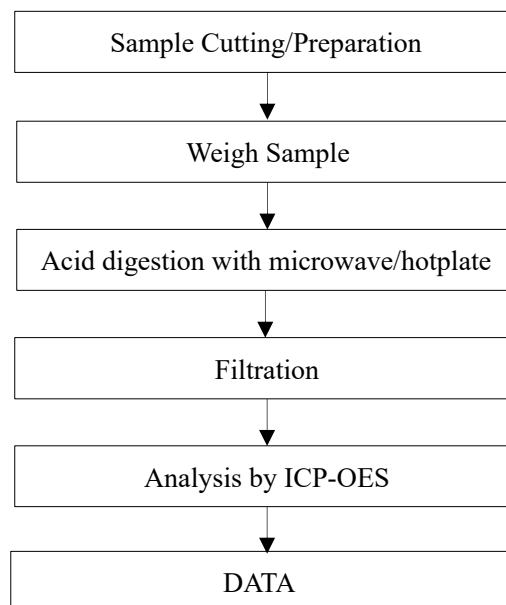 Sample Cutting/Preparation
Weigh Sample
Acid digestion with microwave/hotplate
Filtration
Analysis by ICP-OES
DATA